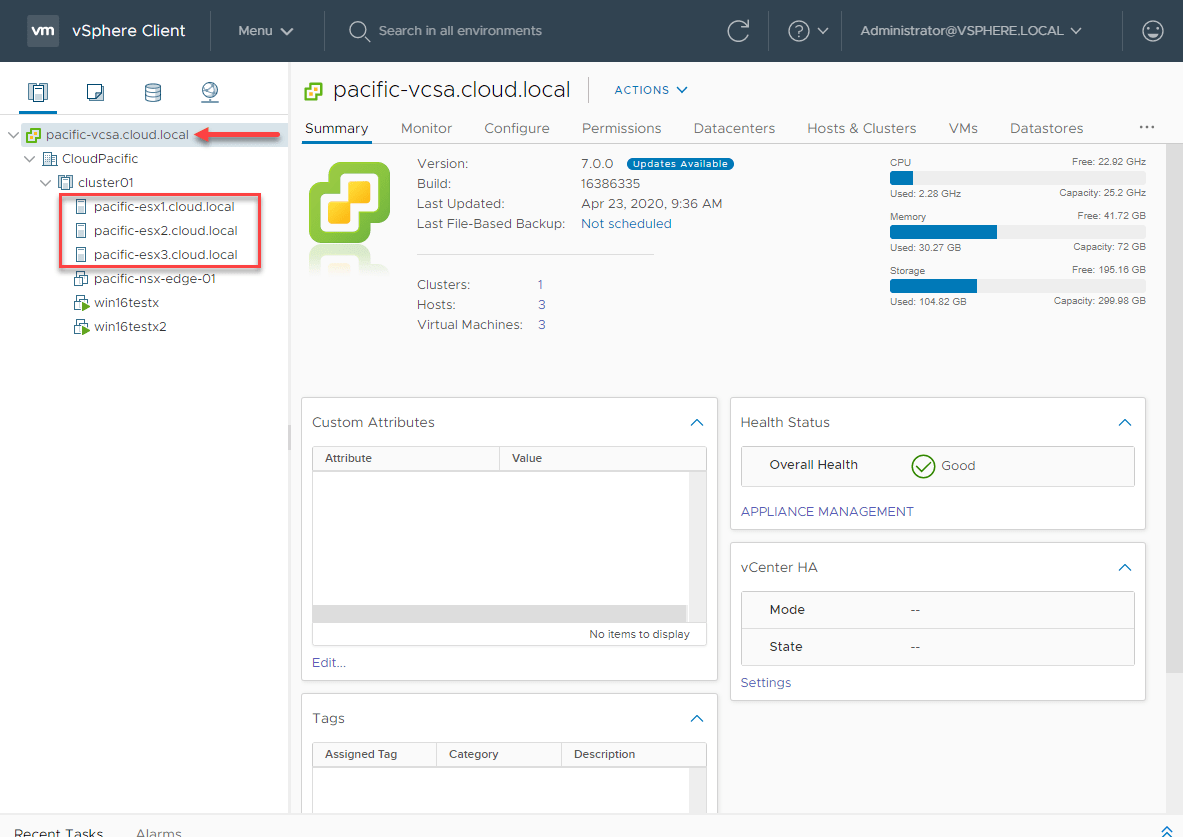 vm vSphere Client Menu Search in all environments ? Administrator@VSPHERE.LOCAL
pacific-vcsa.cloud.local
CloudPacific
cluster01
pacific-esx1.cloud.local
pacific-esx2.cloud.local
pacific-esx3.cloud.local
pacific-nsx-edge-01
win16testx
win16testx2
pacific-vcsa.cloud.local ACTIONS
Summary Monitor Configure Permissions Datacenters Hosts & Clusters VMs Datastores ...
Version: 7.0.0 Updates Available
Build: 16386335
Last Updated: Apr 23, 2020, 9:36 AM
Last File-Based Backup: Not scheduled
Clusters: 1
Hosts: 3
Virtual Machines: 3
CPU Free: 22.92 GHz
Used: 2.28 GHz Capacity: 25.2 GHz
Memory Free: 41.72 GB
Used: 30.27 GB Capacity: 72 GB
Storage Free: 195.16 GB
Used: 104.82 GB Capacity: 299.98 GB
Custom Attributes
Attribute Value
No items to display
Edit...
Tags
Assigned Tag Category Description
Health Status
Overall Health Good
APPLIANCE MANAGEMENT
vCenter HA
Mode --
State --
Settings
Recent Tasks Alarms